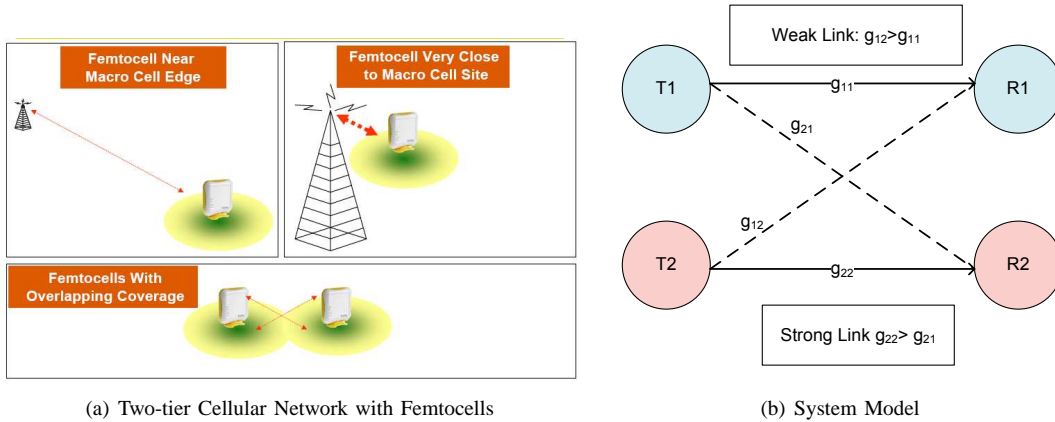 Femtocell Near
Macro Cell Edge
Femtocell Very Close
to Macro Cell Site
Femtocells With
Overlapping Coverage
(a) Two-tier Cellular Network with Femtocells
Weak Link: g12>g11
T1
g11
R1
g21
g12
T2
g22
R2
Strong Link g22> g21
(b) System Model